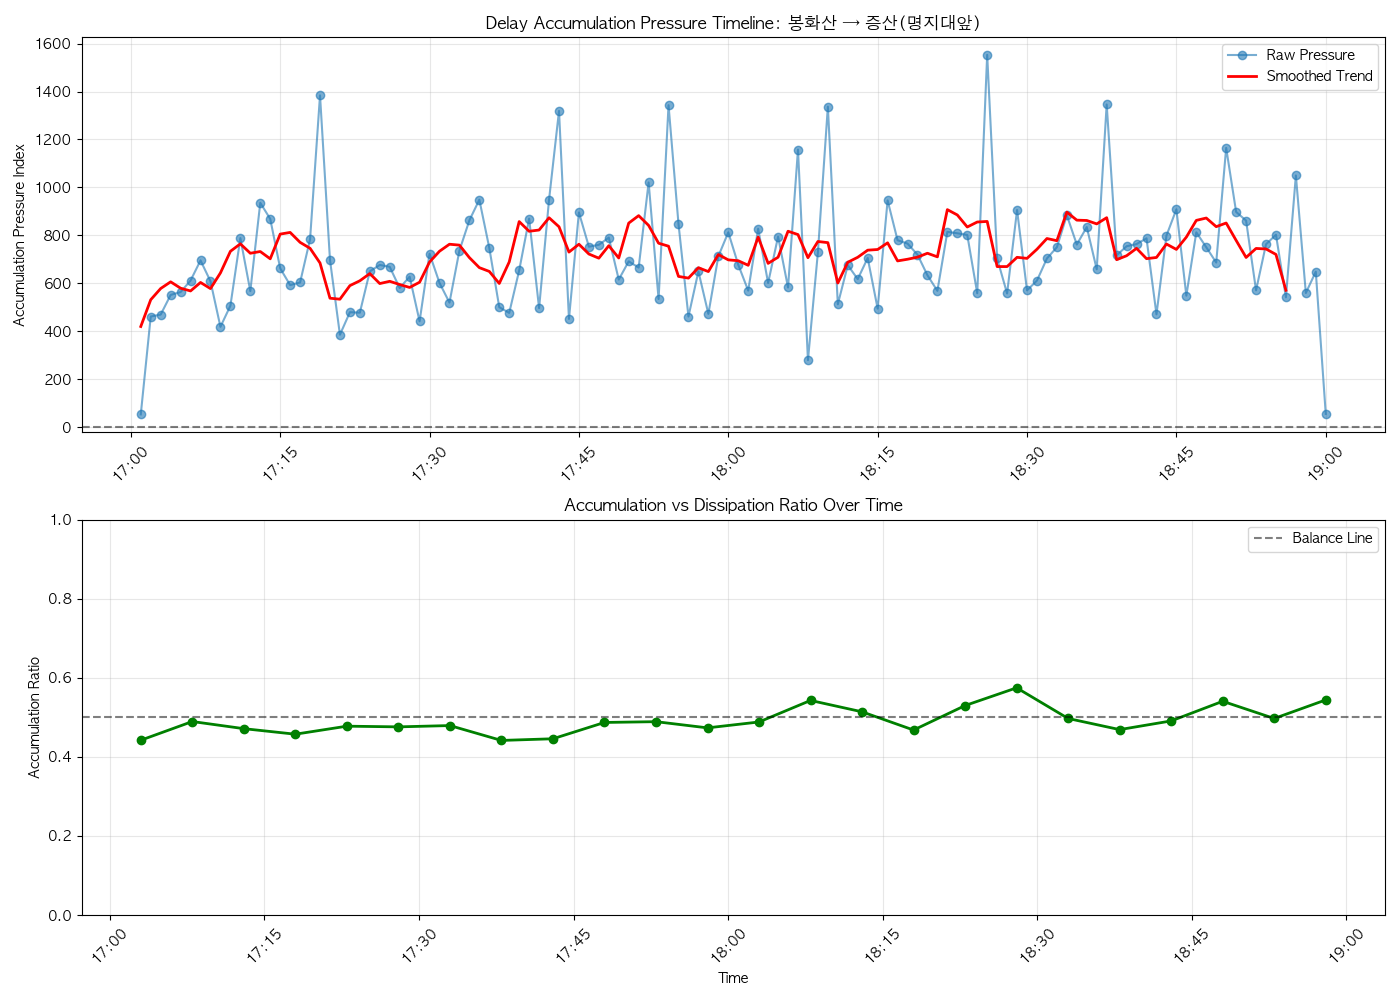 Delay Accumulation Pressure Timeline: 봉화산 → 증산(명지대앞)
Accumulation Pressure Index
1600
1400
1200
1000
800
600
400
200
0
Raw Pressure
Smoothed Trend
17:00 17:15 17:30 17:45 18:00 18:15 18:30 18:45 19:00
Accumulation vs Dissipation Ratio Over Time
Accumulation Ratio
1.0
0.8
0.6
0.4
0.2
0.0
Balance Line
17:00 17:15 17:30 17:45 18:00 18:15 18:30 18:45 19:00
Time